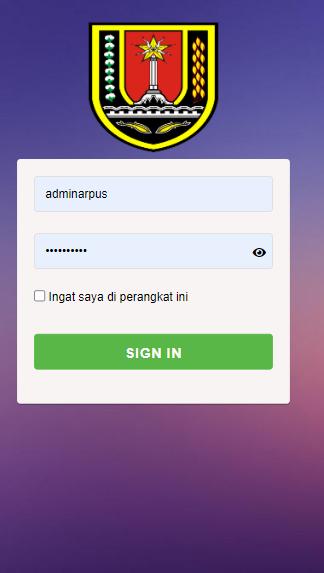 adminarpus
••••••••••
Ingat saya di perangkat ini
SIGN IN